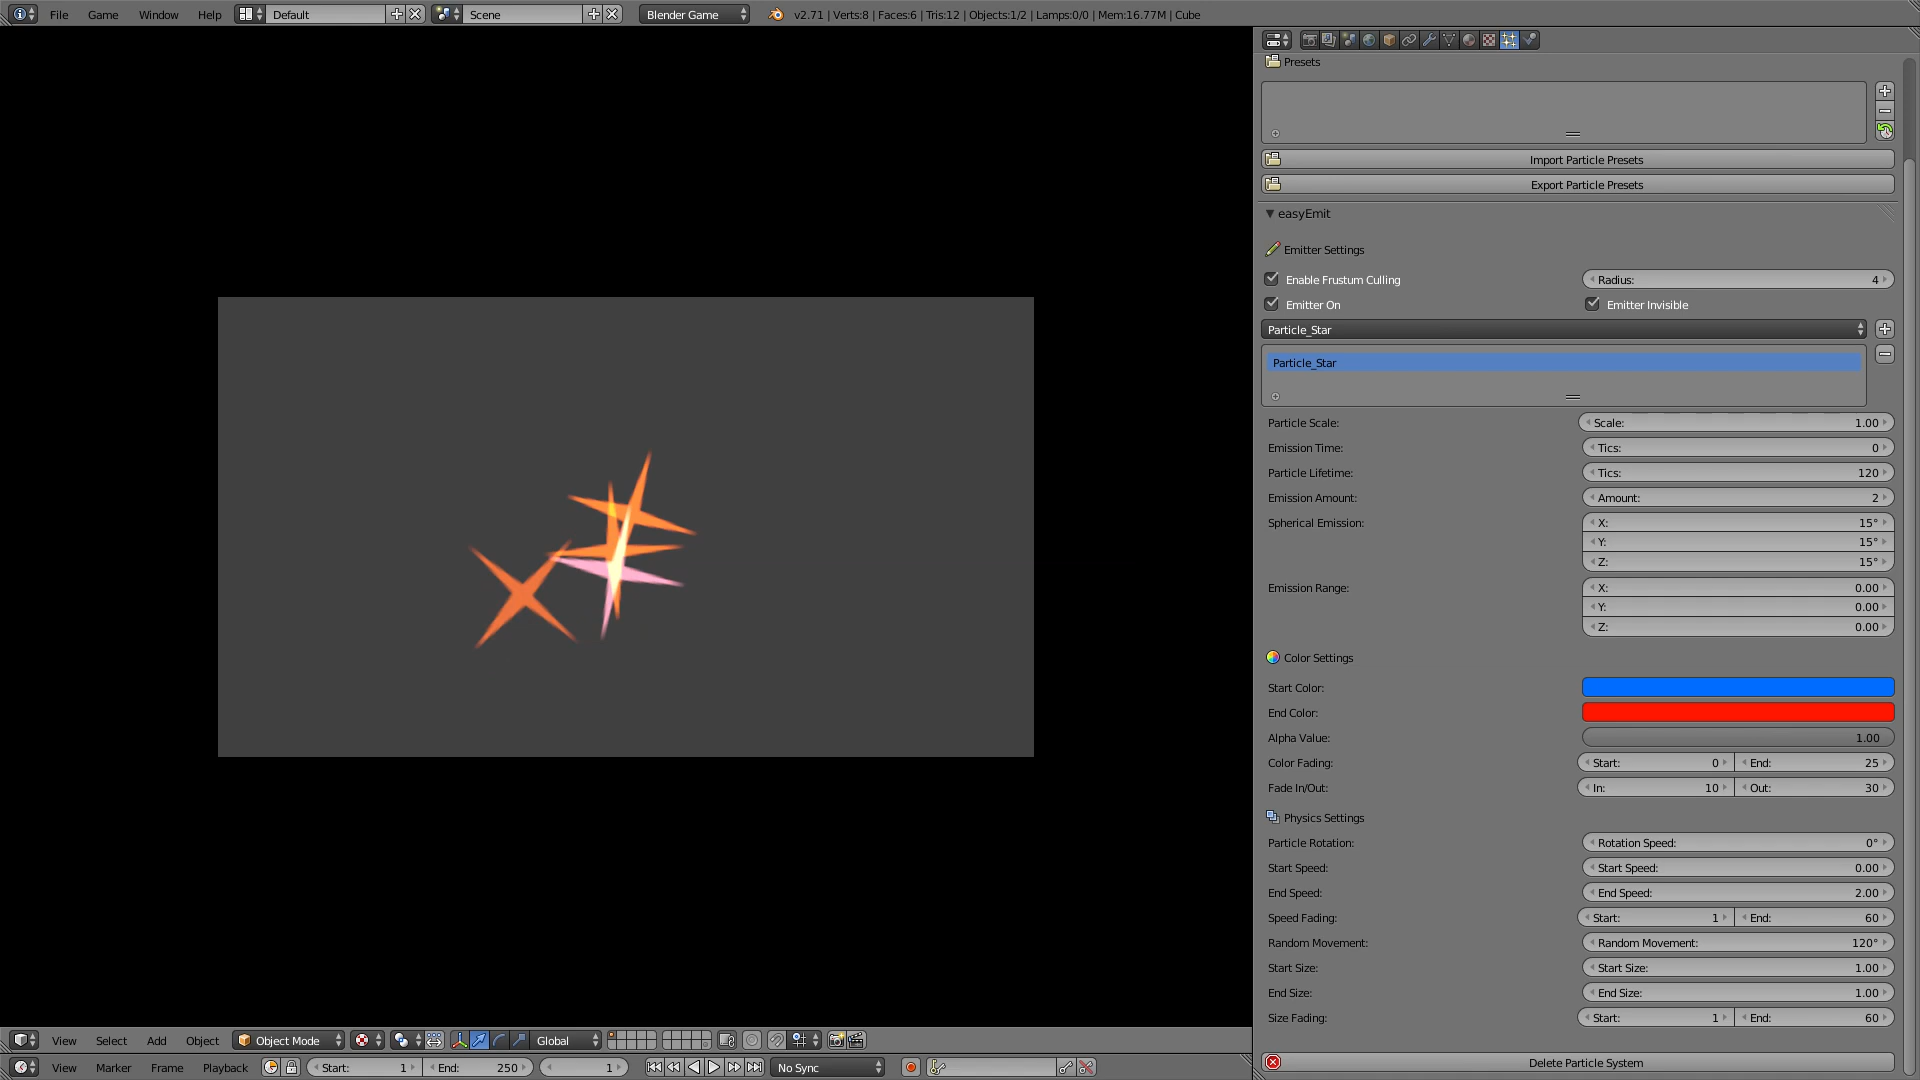 File Game Window Help Default Scene Blender Game v2.71 | Verts:8 | Faces:6 | Tris:12 | Objects:1/2 | Lamps:0/0 | Mem:16.77M | Cube
Presets
Import Particle Presets
Export Particle Presets
easyEmit
Emitter Settings
Enable Frustum Culling Radius: 4
Emitter On Emitter Invisible
Particle_Star
Particle_Star
Particle Scale: Scale: 1.00
Emission Time: Tics: 0
Particle Lifetime: Tics: 120
Emission Amount: Amount: 2
Spherical Emission: X: 15°
Y: 15°
Z: 15°
Emission Range: X: 0.00
Y: 0.00
Z: 0.00
Color Settings
Start Color:
End Color:
Alpha Value: 1.00
Color Fading: Start: 0 End: 25
Fade In/Out: In: 10 Out: 30
Physics Settings
Particle Rotation: Rotation Speed: 0°
Start Speed: Start Speed: 0.00
End Speed: End Speed: 2.00
Speed Fading: Start: 1 End: 60
Random Movement: Random Movement: 120°
Start Size: Start Size: 1.00
End Size: End Size: 1.00
Size Fading: Start: 1 End: 60
Delete Particle System
View Select Add Object Object Mode Global
View Marker Frame Playback Start: 1 End: 250 1 No Sync